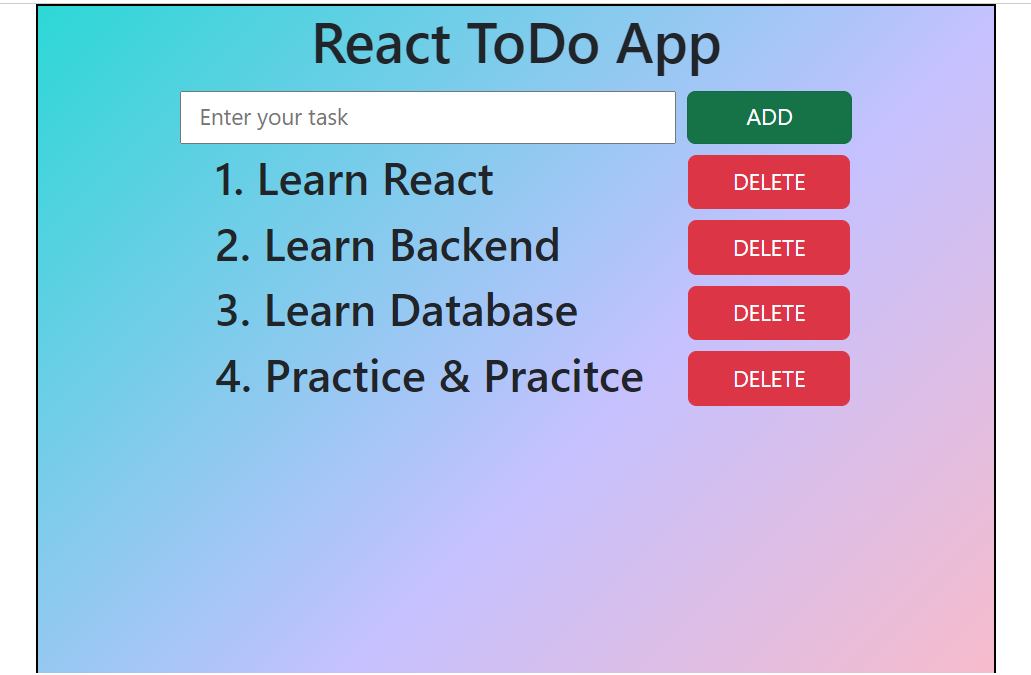 React ToDo App
Enter your task ADD
1. Learn React DELETE
2. Learn Backend DELETE
3. Learn Database DELETE
4. Practice & Pracitce DELETE